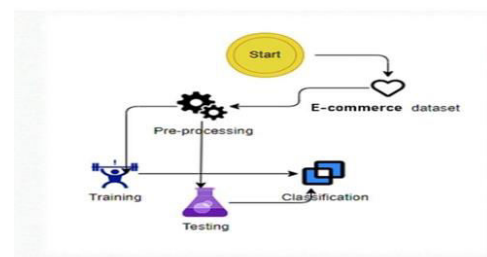 Start
E-commerce dataset
Pre-processing
Training
Classification
Testing